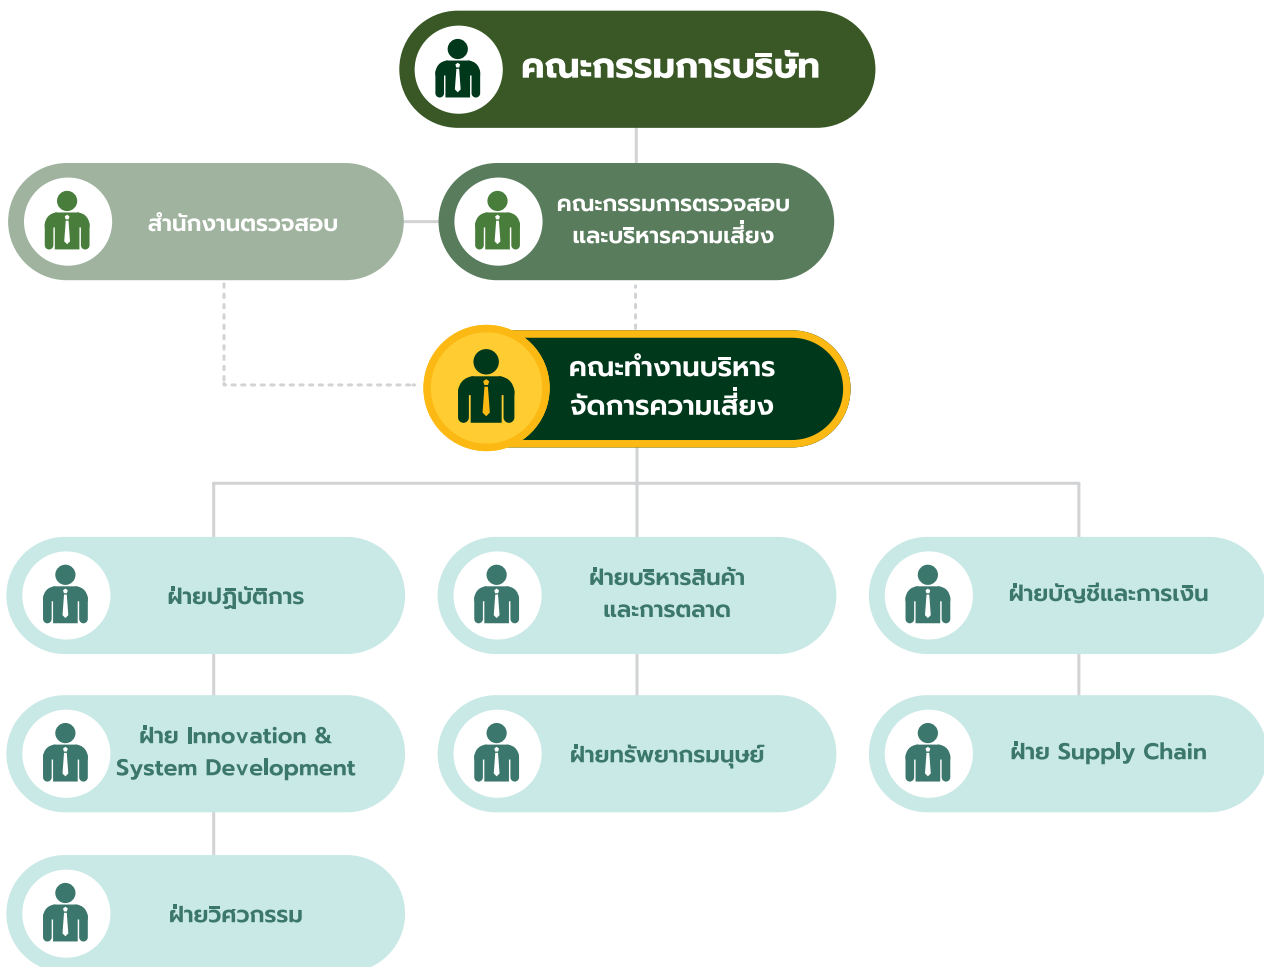 คณะกรรมการบริษัท
สำนักงานตรวจสอบ
คณะกรรมการตรวจสอบ
และบริหารความเสี่ยง
คณะทำงานบริหาร
จัดการความเสี่ยง
ฝ่ายปฏิบัติการ
ฝ่ายบริหารสินค้า
และการตลาด
ฝ่ายบัญชีและการเงิน
ฝ่าย Innovation &
System Development
ฝ่ายทรัพยากรมนุษย์
ฝ่าย Supply Chain
ฝ่ายวิศวกรรม